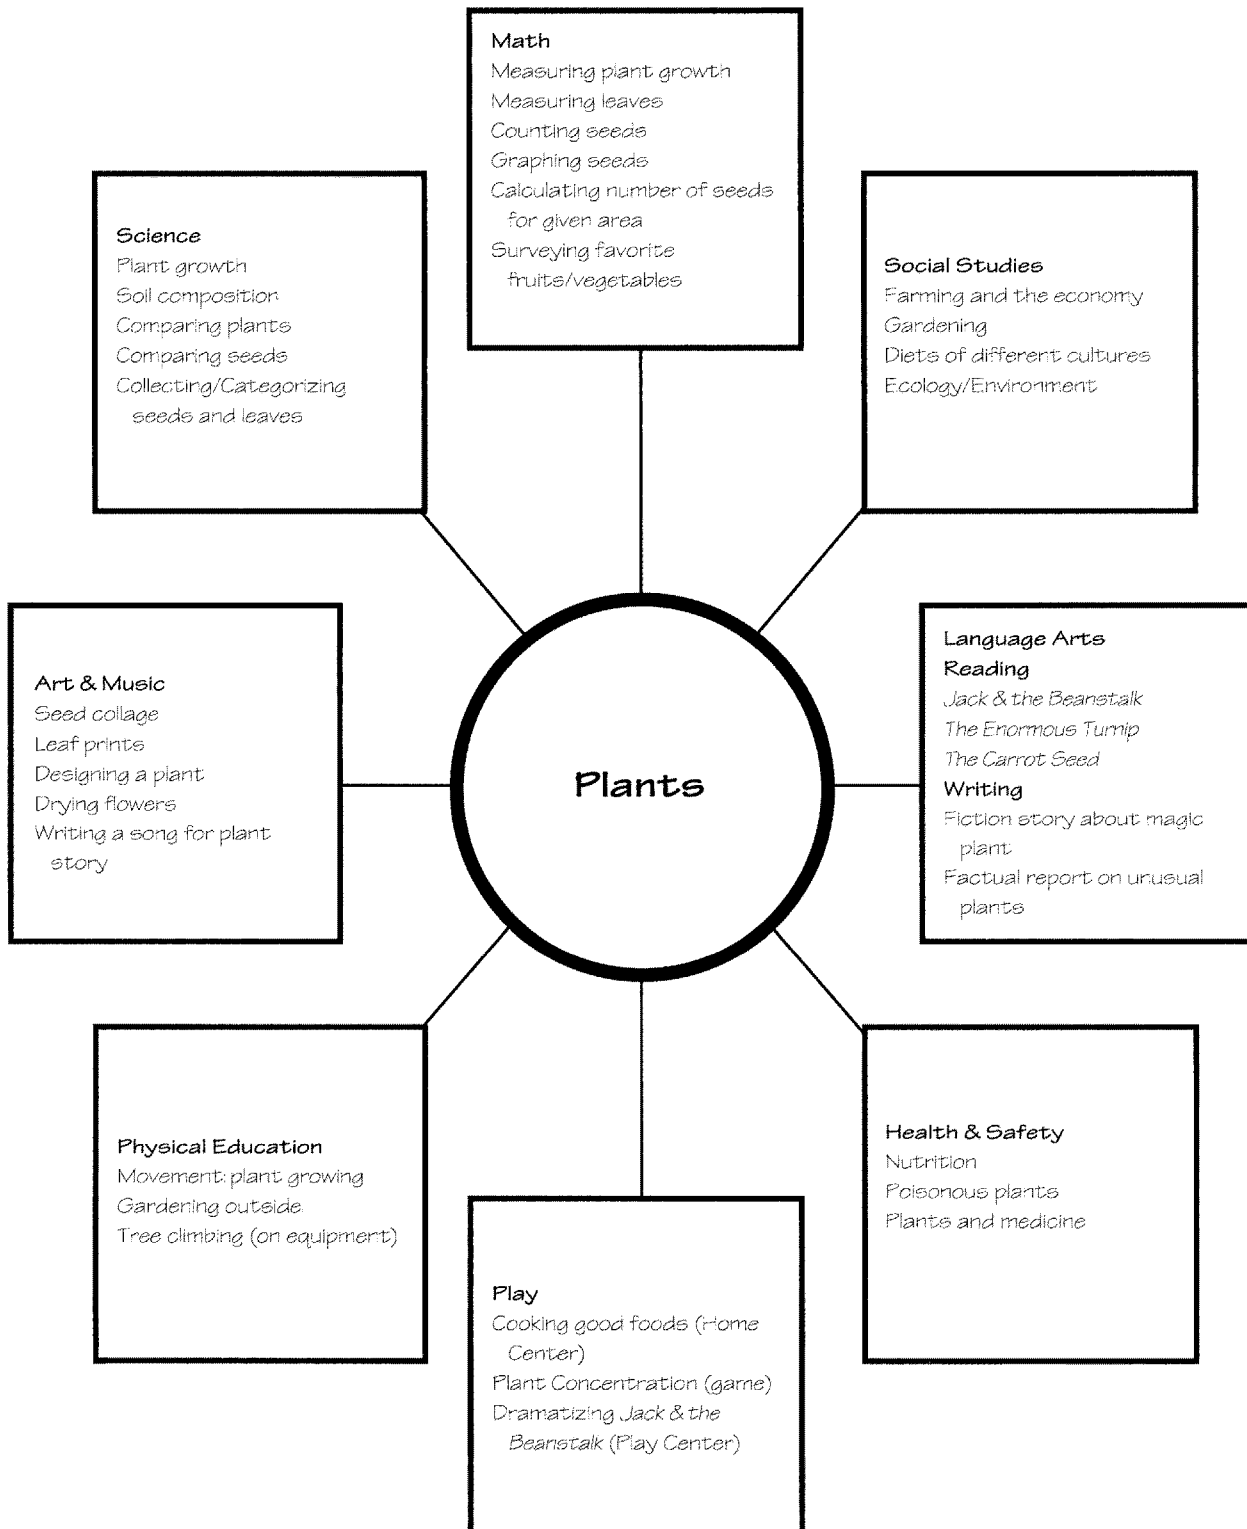 Math
Measuring plant growth
Measuring leaves
Counting seeds
Graphing seeds
Calculating number of seeds
for given area
Surveying favorite
fruits/vegetables
Science
Plant growth
Soil composition
Comparing plants
Comparing seeds
Collecting/Categorizing
seeds and leaves
Social Studies
Farming and the economy
Gardening
Diets of different cultures
Ecology/Environment
Art & Music
Seed collage
Leaf prints
Designing a plant
Drying flowers
Writing a song for plant
story
Plants
Language Arts
Reading
Jack & the Beanstalk
The Enormous Turnip
The Carrot Seed
Writing
Fiction story about magic
plant
Factual report on unusual
plants
Physical Education
Movement: plant growing
Gardening outside
Tree climbing (on equipment)
Health & Safety
Nutrition
Poisonous plants
Plants and medicine
Play
Cooking good foods (Home
Center)
Plant Concentration (game)
Dramatizing Jack & the
Beanstalk (Play Center)